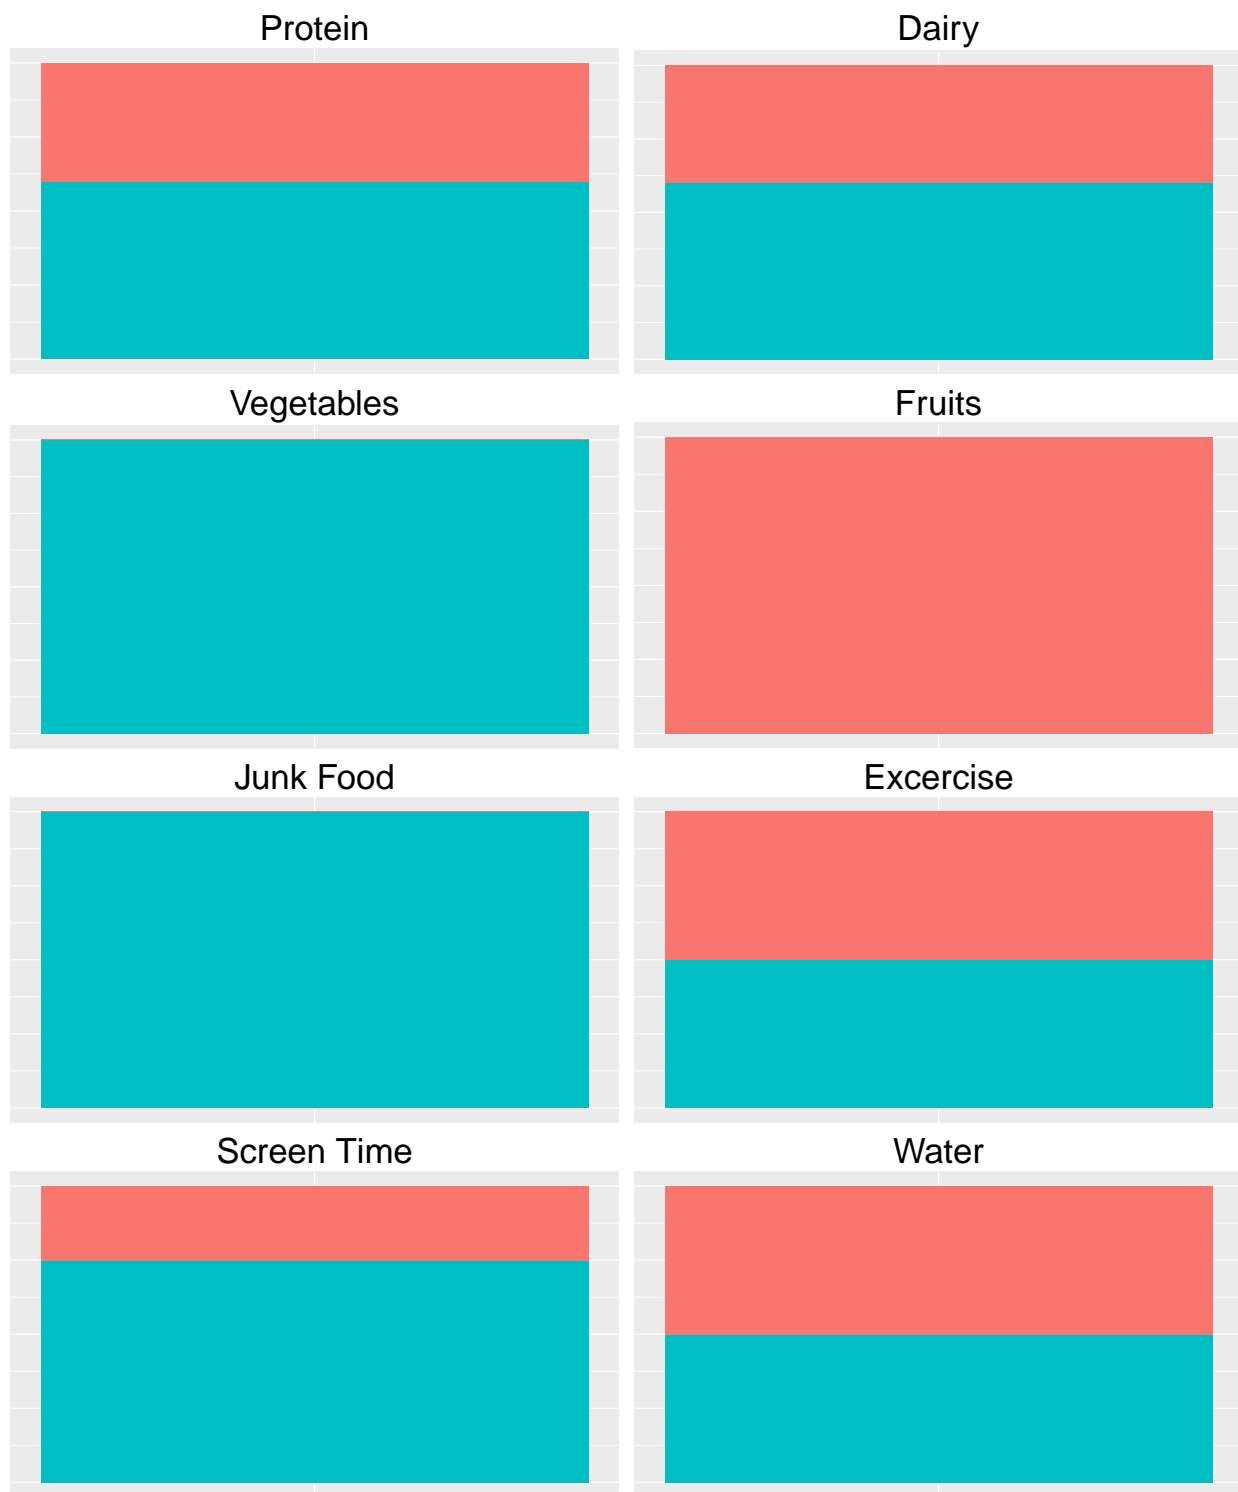 Protein
Dairy
Vegetables
Fruits
Junk Food
Excercise
Screen Time
Water